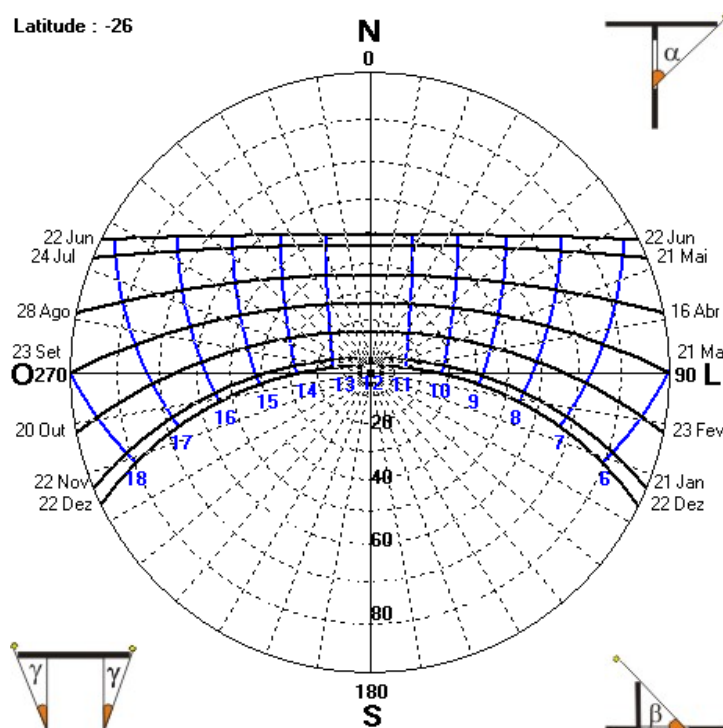 Latitude : -26
N
0
α
22 Jun
22 Jun
24 Jul
21 Mai
28 Ago
16 Abr
23 Set
21 Ma
O 270
90 L
18 17 16 15 14 13 12 11 10 9 8 7 6
20
20 Out
23 Fev
40
22 Nov
21 Jan
22 Dez
22 Dez
60
80
γ γ
180
β
S